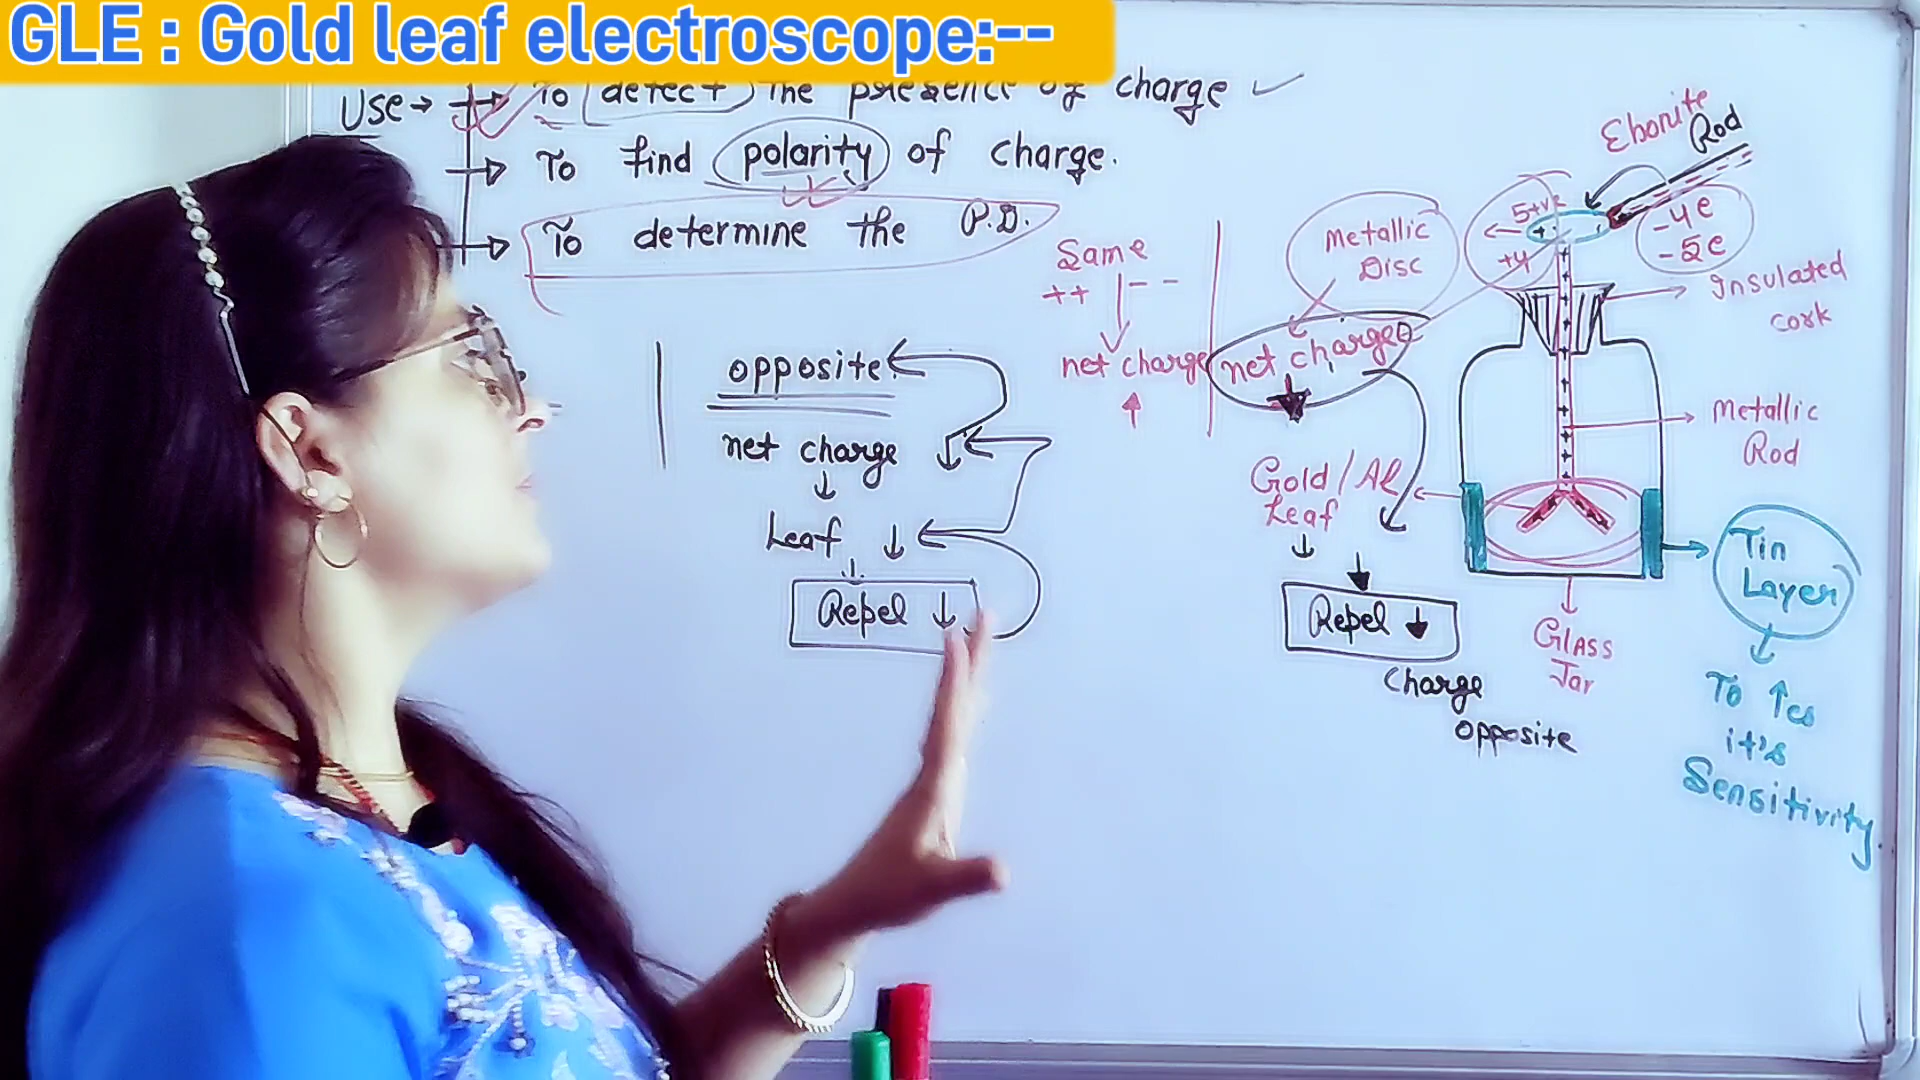 GLE : Gold leaf electroscope:--
Use → To detect the presence of charge ✓
→ To find polarity of charge.
→ To determine the P.D.
Same
++ | - -
net charge ↑
Metallic
Disc
net charge
opposite
net charge ↓
↓
Leaf ↓
↓
Repel ↓
Gold/Al
Leaf
↓
Repel ↓
Charge
opposite
Ebonite
Rod
5+ve
+4
-4e
-5e
Insulated
cork
Metallic
Rod
Tin
Layer
To ↑es
it's
Sensitivity
Glass
Jar